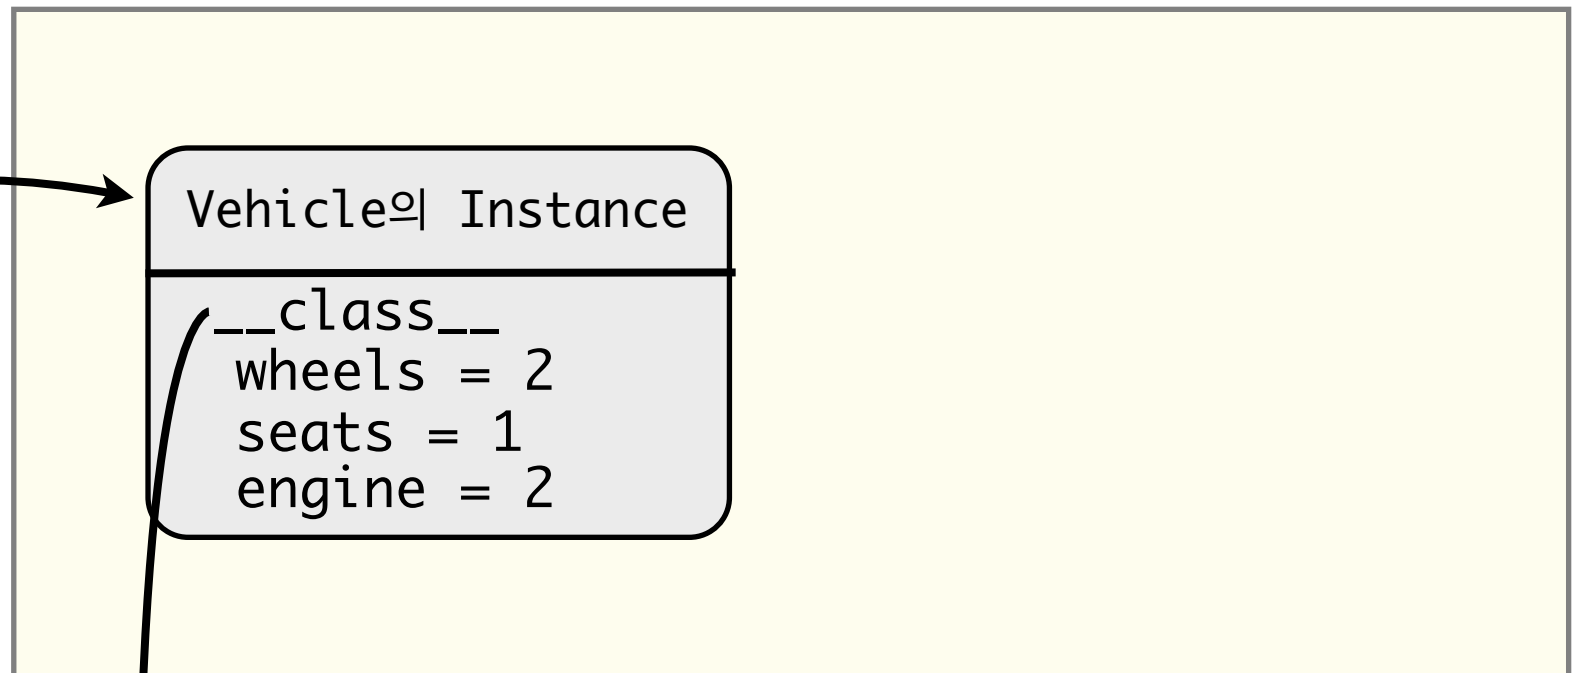 Vehicle의 Instance
__class__
wheels = 2
seats = 1
engine = 2